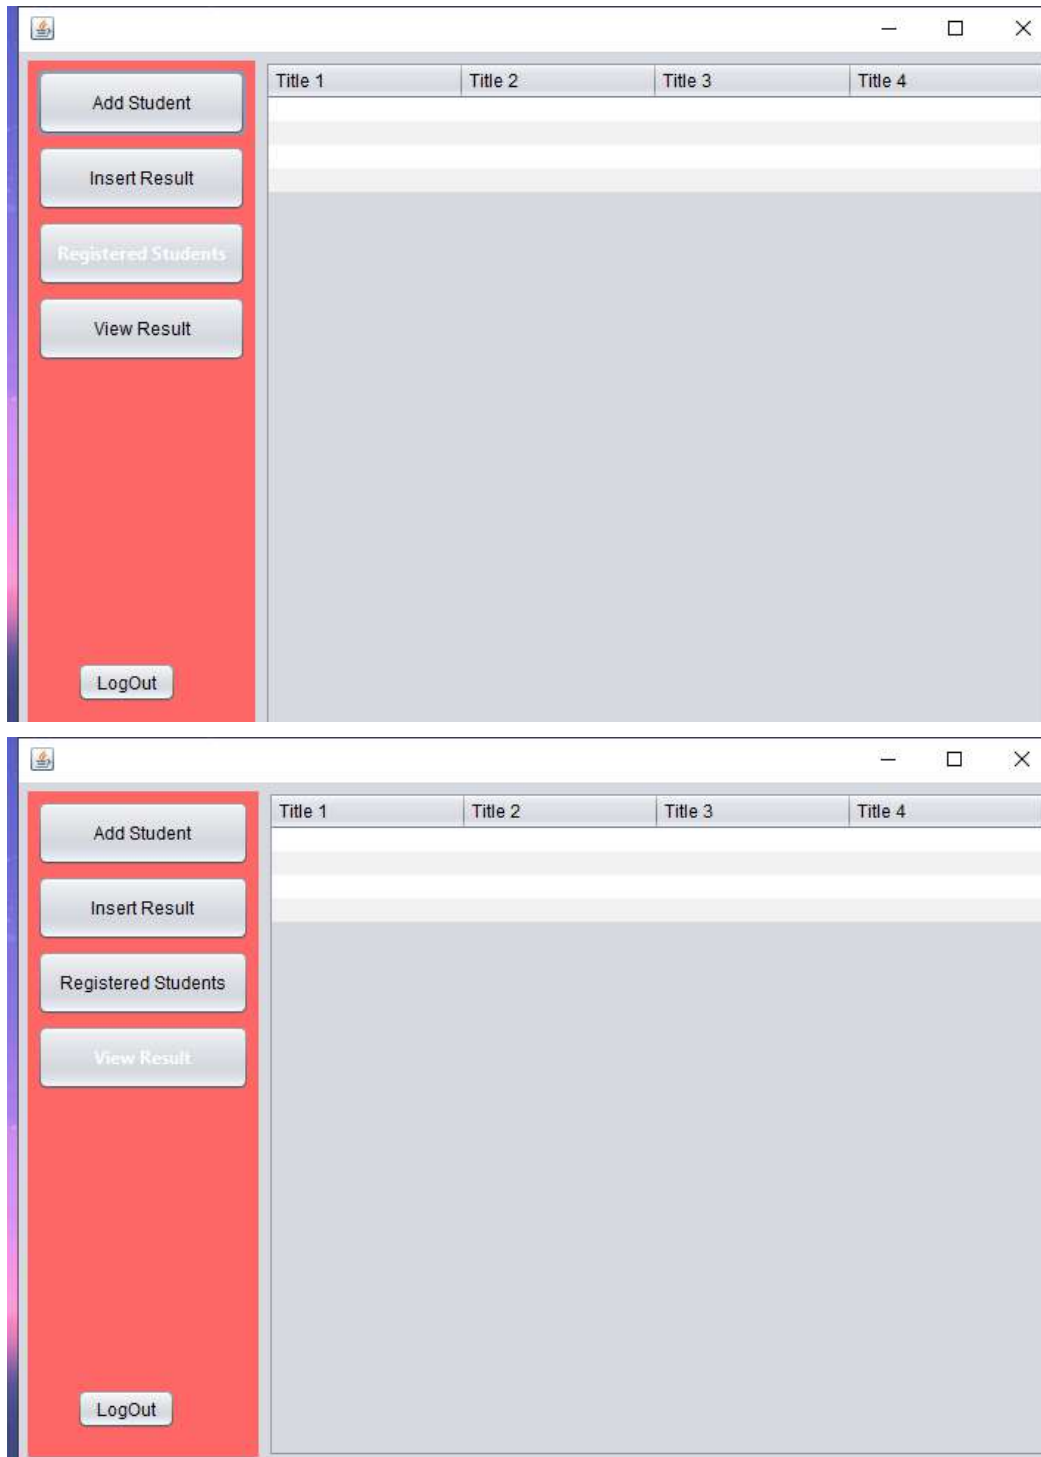 Title 1 Title 2 Title 3 Title 4
Add Student
Insert Result
Registered Students
View Result
LogOut
Title 1 Title 2 Title 3 Title 4
Add Student
Insert Result
Registered Students
View Result
LogOut